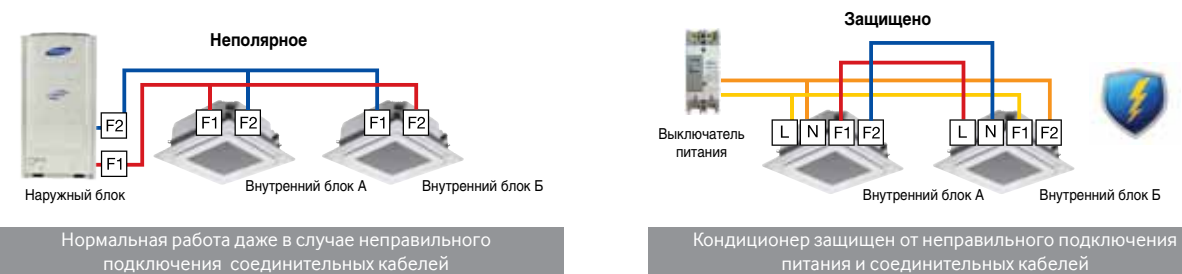 Неполярное
F2
F1
F1 F2
F1 F2
Наружный блок
Внутренний блок А
Внутренний блок Б
Нормальная работа даже в случае неправильного
подключения соединительных кабелей
Защищено
Выключатель
питания
L N F1 F2
L N F1 F2
Внутренний блок А
Внутренний блок Б
Кондиционер защищен от неправильного подключения
питания и соединительных кабелей